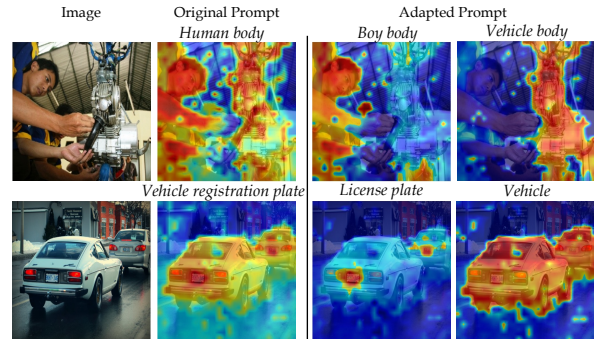 Image Original Prompt Adapted Prompt
Human body Boy body Vehicle body
Vehicle registration plate License plate Vehicle